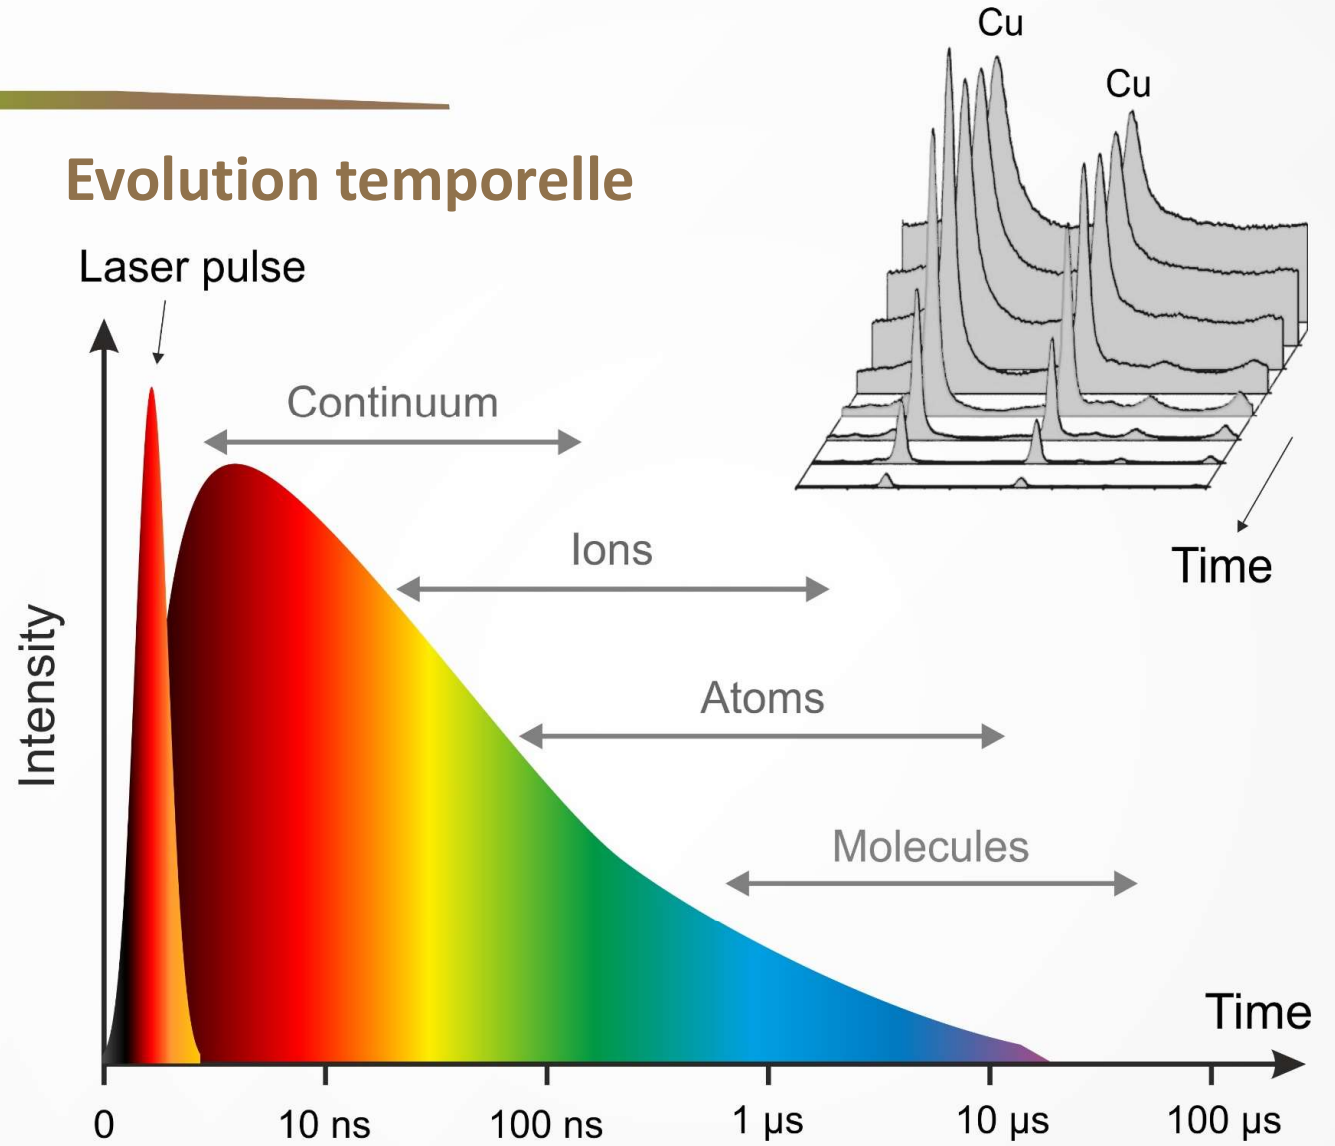 Cu
Cu
Evolution temporelle
Laser pulse
Continuum
Ions
Time
Atoms
Molecules
Intensity
Time
0
10 ns
100 ns
1 µs
10 µs
100 µs